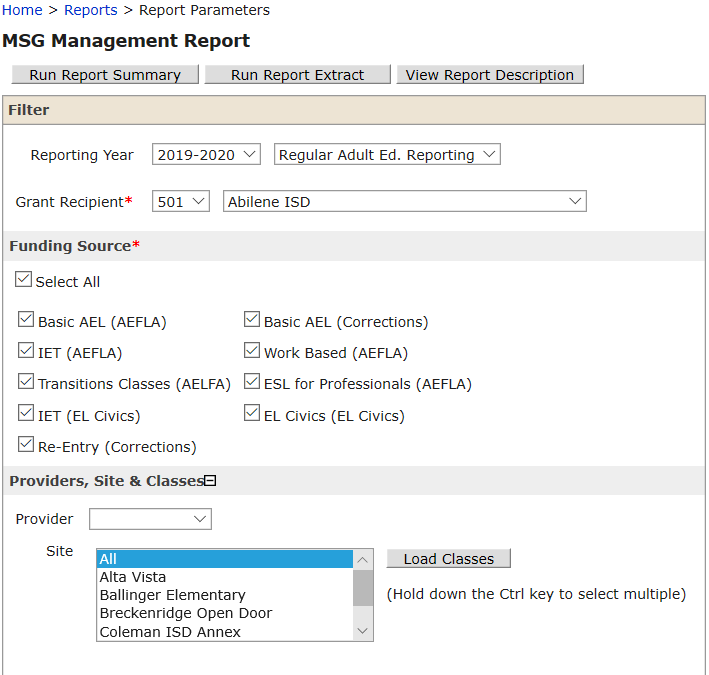 Home > Reports > Report Parameters
MSG Management Report
Run Report Summary Run Report Extract View Report Description
Filter
Reporting Year 2019-2020 Regular Adult Ed. Reporting
Grant Recipient* 501 Abilene ISD
Funding Source*
Select All
Basic AEL (AEFLA) Basic AEL (Corrections)
IET (AEFLA) Work Based (AEFLA)
Transitions Classes (AELFA) ESL for Professionals (AEFLA)
IET (EL Civics) EL Civics (EL Civics)
Re-Entry (Corrections)
Providers, Site & Classes
Provider
Site All Load Classes
Alta Vista
Ballinger Elementary (Hold down the Ctrl key to select multiple)
Breckenridge Open Door
Coleman ISD Annex